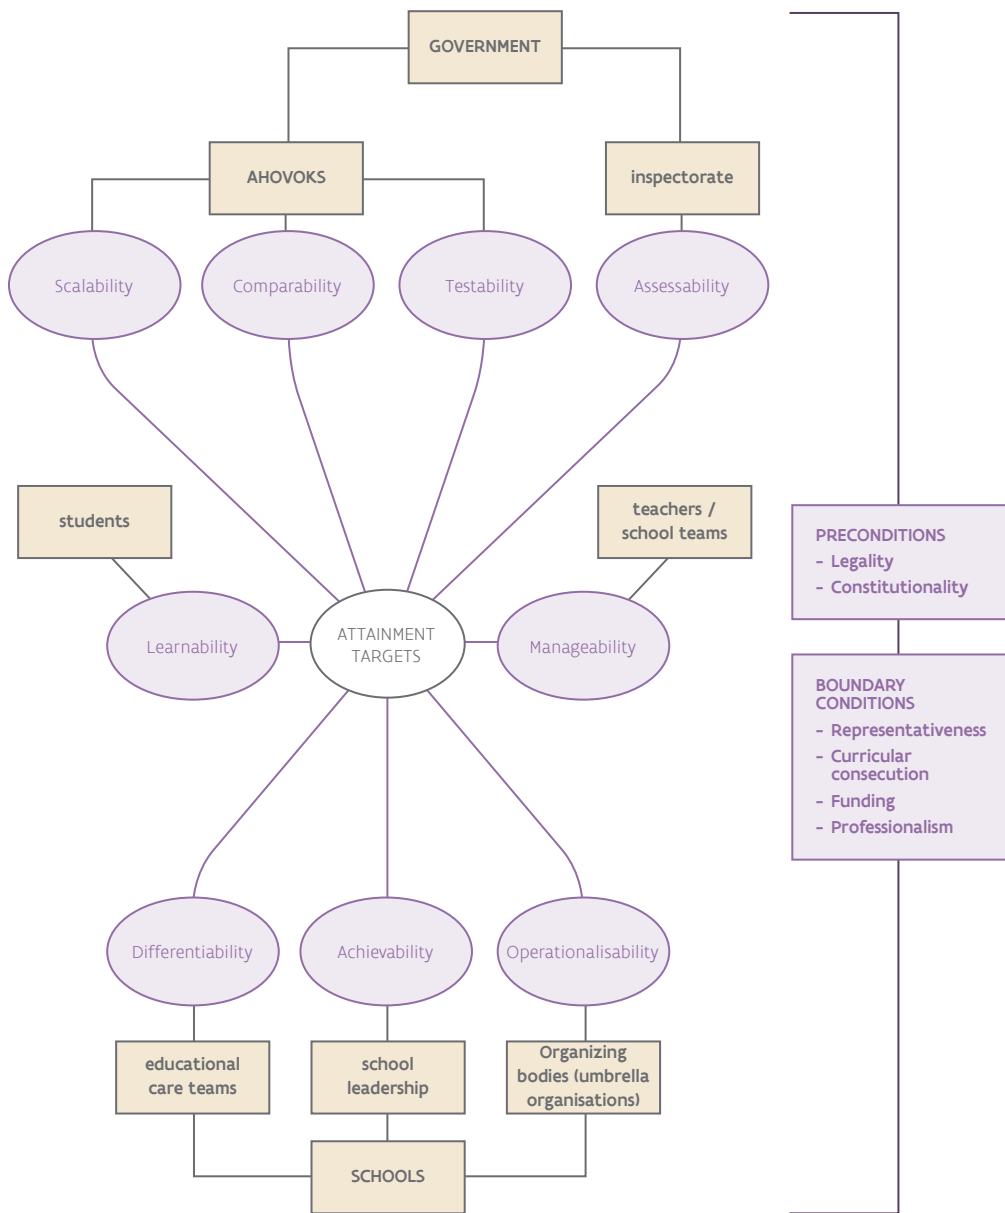 GOVERNMENT
AHOVOKS
inspectorate
Scalability
Comparability
Testability
Assessability
students
teachers /
school teams
Learnability
ATTAINMENT
TARGETS
Manageability
PRECONDITIONS
- Legality
- Constitutionality
BOUNDARY
CONDITIONS
- Representativeness
- Curricular
consecution
- Funding
- Professionalism
Differentiability
Achievability
Operationalisability
educational
care teams
school
leadership
Organizing
bodies (umbrella
organisations)
SCHOOLS